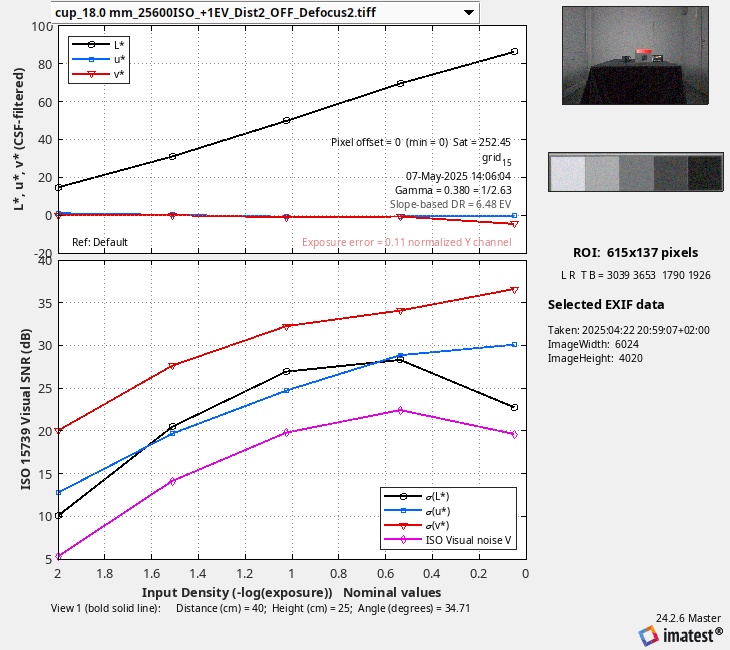 cup_18.0 mm_25600ISO_+1EV_Dist2_OFF_Defocus2.tiff
100
80
60
40
20
0
-20
L*, u*, v* (CSF-filtered)
L*
u*
v*
Pixel offset = 0 (min = 0) Sat = 252.45
grid15
07-May-2025 14:06:04
Gamma = 0.380 = 1/2.63
Slope-based DR = 6.48 EV
Ref: Default
Exposure error = 0.11 normalized Y channel
ROI: 615x137 pixels
L R T B = 3039 3653 1790 1926
Selected EXIF data
Taken: 2025:04:22 20:59:07+02:00
ImageWidth: 6024
ImageHeight: 4020
40
35
30
25
20
15
10
5
ISO 15739 Visual SNR (dB)
σ(L*)
σ(u*)
σ(v*)
ISO Visual noise V
2 1.8 1.6 1.4 1.2 1 0.8 0.6 0.4 0.2 0
Input Density (-log(exposure)) Nominal values
View 1 (bold solid line): Distance (cm) = 40; Height (cm) = 25; Angle (degrees) = 34.71
24.2.6 Master
imatest®